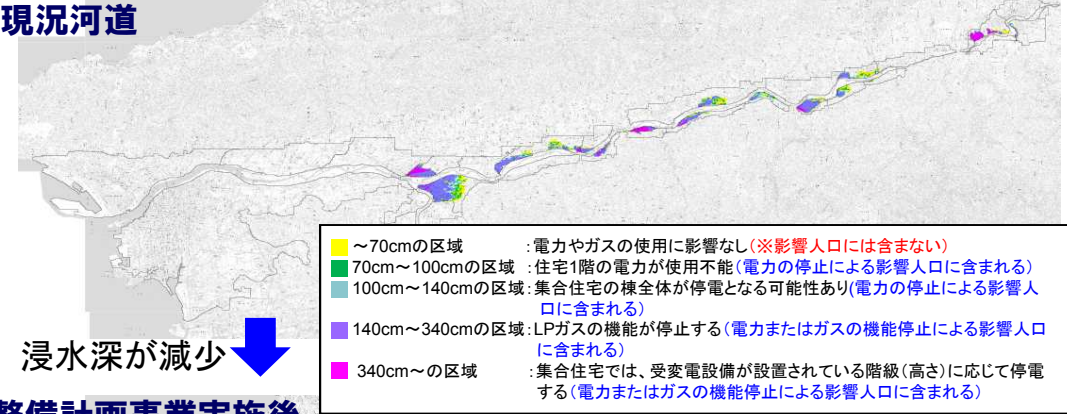 現況河道
～70cmの区域　：電力やガスの使用に影響なし(※影響人口には含まない)
70cm～100cmの区域：住宅1階の電力が使用不能(電力の停止による影響人口に含まれる)
100cm～140cmの区域：集合住宅の棟全体が停電となる可能性あり(電力の停止による影響人
口に含まれる)
140cm～340cmの区域：LPガスの機能が停止する(電力またはガスの機能停止による影響人口
に含まれる)
340cm～の区域　：集合住宅では、受変電設備が設置されている階級(高さ)に応じて停電
する(電力またはガスの機能停止による影響人口に含まれる)
浸水深が減少
整備計画事業実施後